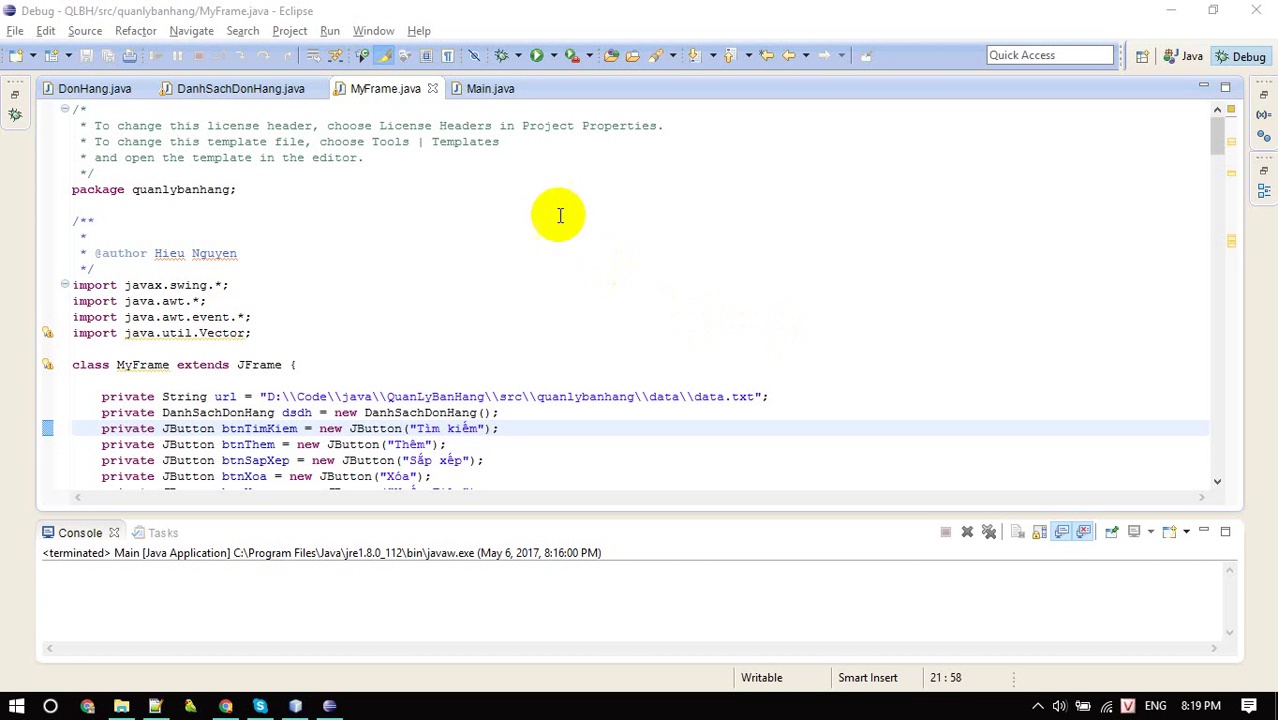 Debug - QLBH/src/quanlybanhang/MyFrame.java - Eclipse
File Edit Source Refactor Navigate Search Project Run Window Help
Quick Access
Java
Debug
DonHang.java
DanhSachDonHang.java
MyFrame.java
Main.java
/*
* To change this license header, choose License Headers in Project Properties.
* To change this template file, choose Tools | Templates
* and open the template in the editor.
*/
package quanlybanhang;
/**
*
* @author Hieu Nguyen
*/
import javax.swing.*;
import java.awt.*;
import java.awt.event.*;
import java.util.Vector;
class MyFrame extends JFrame {
private String url = "D:\\Code\\java\\QuanLyBanHang\\src\\quanlybanhang\\data\\data.txt";
private DanhSachDonHang dsdh = new DanhSachDonHang();
private JButton btnTimKiem = new JButton("Tìm kiếm");
private JButton btnThem = new JButton("Thêm");
private JButton btnSapXep = new JButton("Sắp xếp");
private JButton btnXoa = new JButton("Xóa");
Console
Tasks
<terminated> Main [Java Application] C:\Program Files\Java\jre1.8.0_112\bin\javaw.exe (May 6, 2017, 8:16:00 PM)
Writable
Smart Insert
21 : 58
ENG
8:19 PM